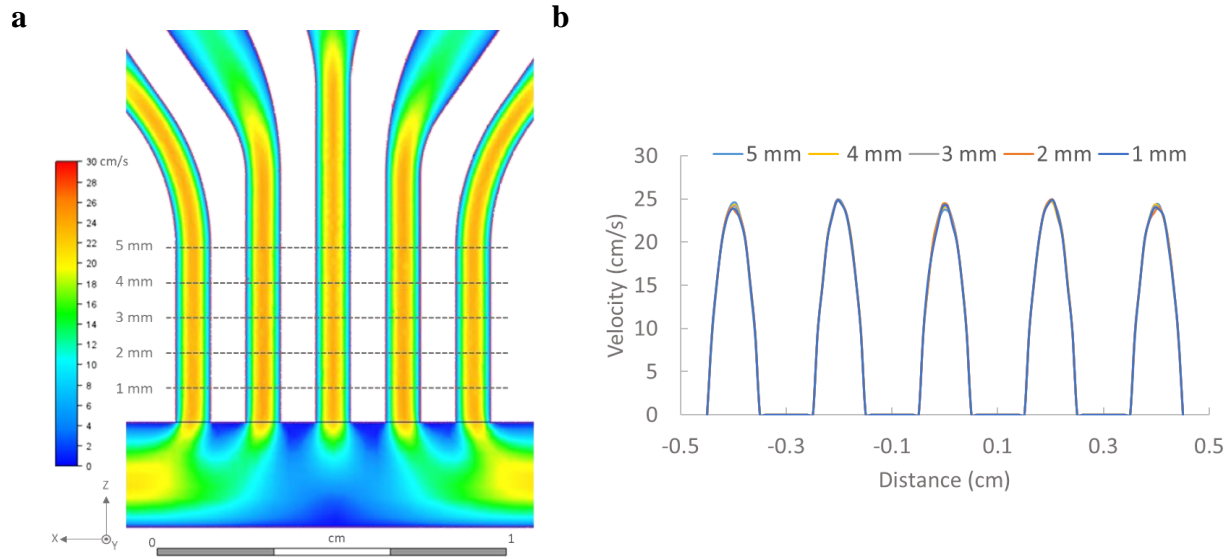 a
b
30 cm/s
28
26
24
22
20
18
16
14
12
10
8
6
4
2
0
5 mm
4 mm
3 mm
2 mm
1 mm
Z
X
Y
0
cm
1
5 mm 4 mm 3 mm 2 mm 1 mm
Velocity (cm/s)
30
25
20
15
10
5
0
-0.5 -0.3 -0.1 0.1 0.3 0.5
Distance (cm)